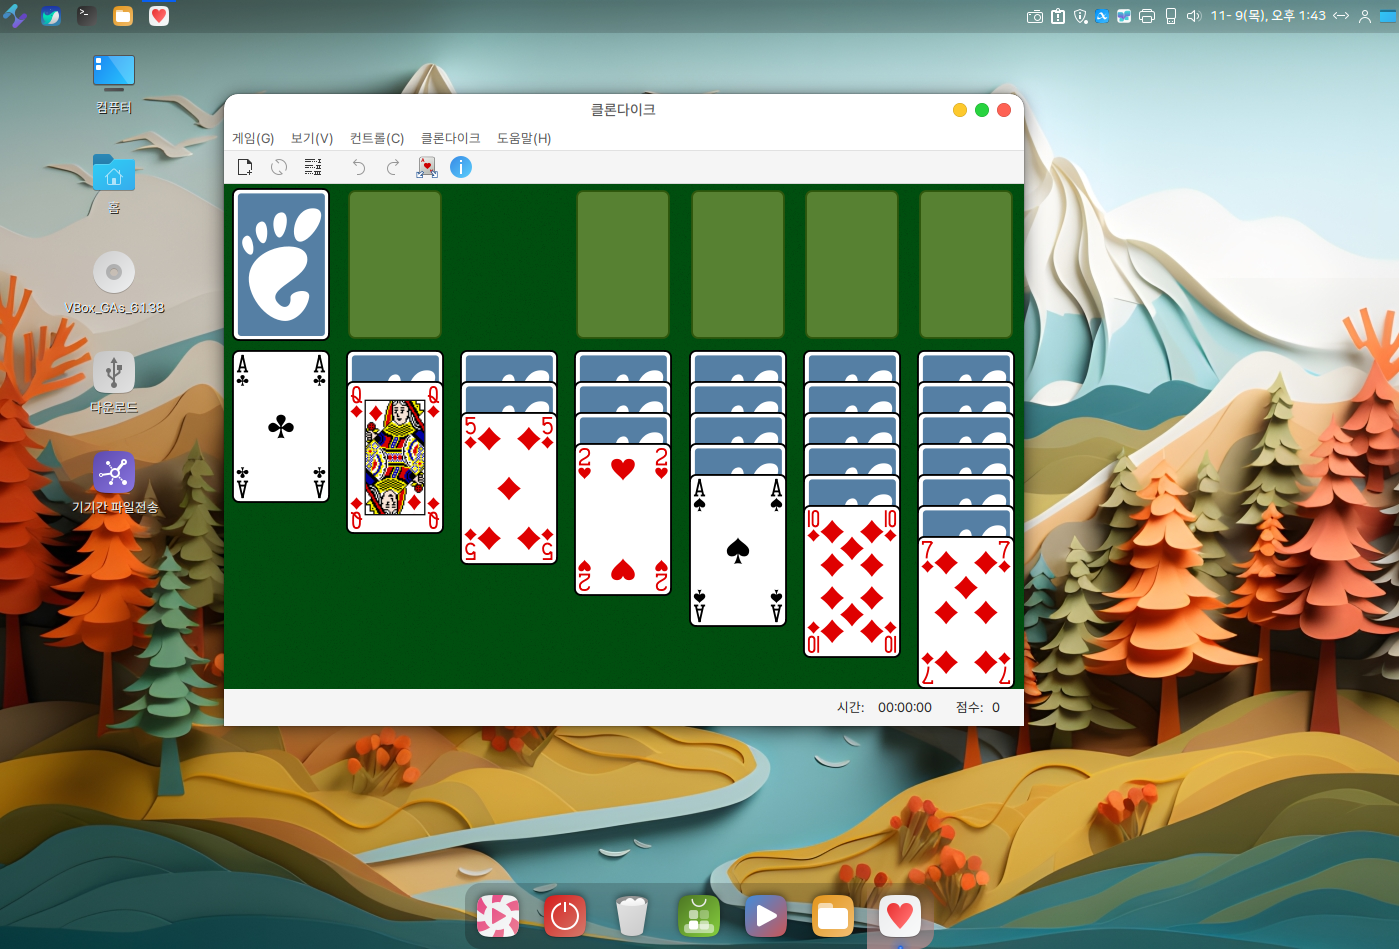 11- 9(목), 오후 1:43
컴퓨터
홈
VBox_GAs_6.1.38
다운로드
기기간 파일전송
클론다이크
게임(G) 보기(V) 컨트롤(C) 클론다이크 도움말(H)
A A
A A
Q Q
Q Q
5 5
5 5
2 2
2 2
A A
A A
10 10
10 10
7 7
7 7
시간: 00:00:00 점수: 0